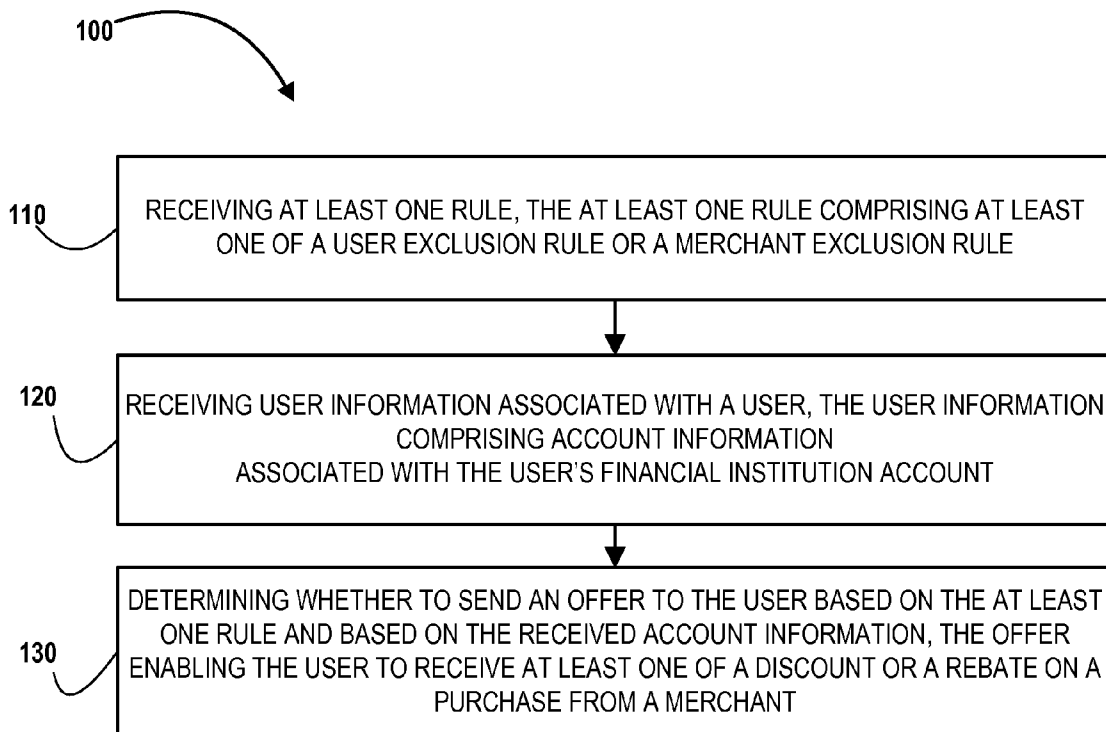 100
110
RECEIVING AT LEAST ONE RULE, THE AT LEAST ONE RULE COMPRISING AT LEAST
ONE OF A USER EXCLUSION RULE OR A MERCHANT EXCLUSION RULE
120
RECEIVING USER INFORMATION ASSOCIATED WITH A USER, THE USER INFORMATION
COMPRISING ACCOUNT INFORMATION
ASSOCIATED WITH THE USER'S FINANCIAL INSTITUTION ACCOUNT
130
DETERMINING WHETHER TO SEND AN OFFER TO THE USER BASED ON THE AT LEAST
ONE RULE AND BASED ON THE RECEIVED ACCOUNT INFORMATION, THE OFFER
ENABLING THE USER TO RECEIVE AT LEAST ONE OF A DISCOUNT OR A REBATE ON A
PURCHASE FROM A MERCHANT